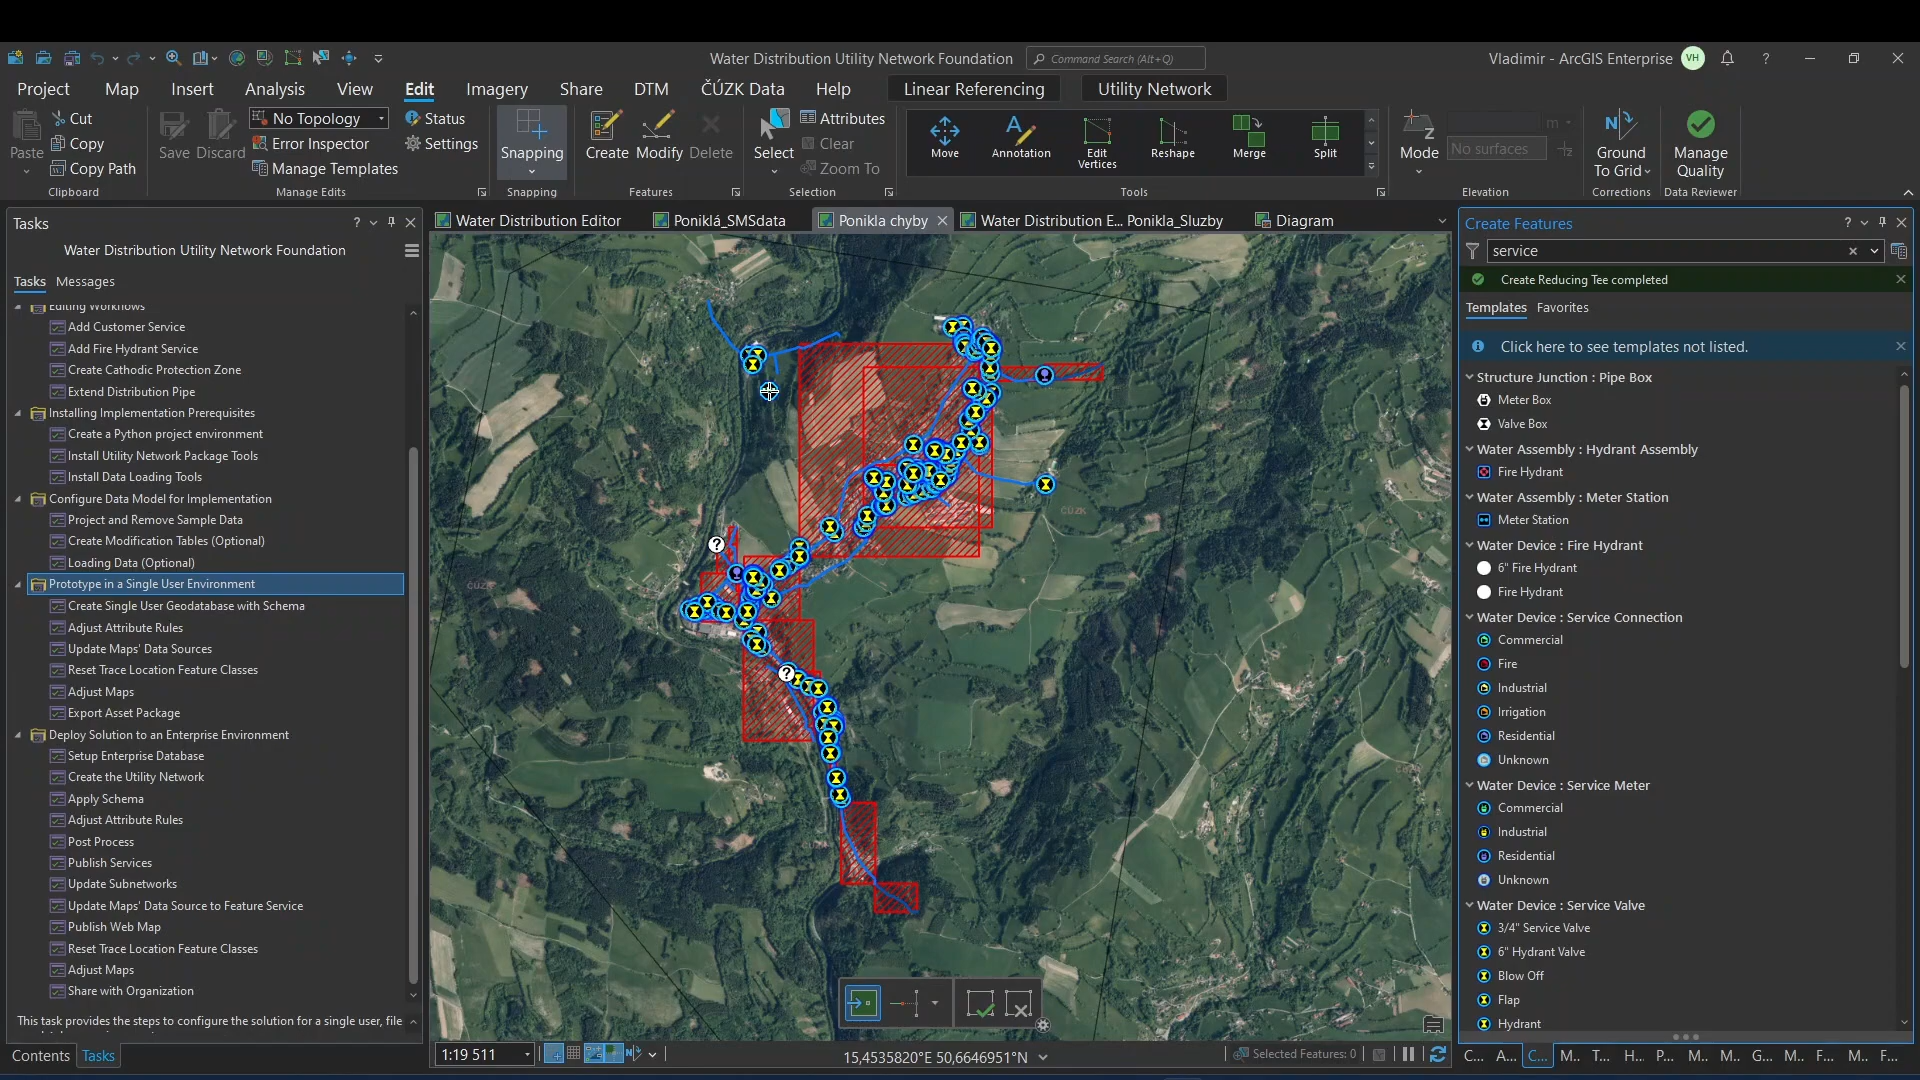 Water Distribution Utility Network Foundation
Command Search (Alt+Q)
Vladimir - ArcGIS Enterprise
VH
?
Project
Map
Insert
Analysis
View
Edit
Imagery
Share
DTM
ČÚZK Data
Help
Linear Referencing
Utility Network
Paste
Cut
Copy
Copy Path
Clipboard
Save
Discard
No Topology
Error Inspector
Manage Templates
Status
Settings
Manage Edits
Snapping
Snapping
Create
Modify
Delete
Features
Select
Attributes
Clear
Zoom To
Selection
Move
Annotation
Edit
Vertices
Reshape
Merge
Split
Tools
Mode
m
No surfaces
Elevation
Ground
To Grid
Corrections
Manage
Quality
Data Reviewer
Tasks
Water Distribution Utility Network Foundation
Tasks
Messages
Editing Workflows
Add Customer Service
Add Fire Hydrant Service
Create Cathodic Protection Zone
Extend Distribution Pipe
Installing Implementation Prerequisites
Create a Python project environment
Install Utility Network Package Tools
Install Data Loading Tools
Configure Data Model for Implementation
Project and Remove Sample Data
Create Modification Tables (Optional)
Loading Data (Optional)
Prototype in a Single User Environment
Create Single User Geodatabase with Schema
Adjust Attribute Rules
Update Maps' Data Sources
Reset Trace Location Feature Classes
Adjust Maps
Export Asset Package
Deploy Solution to an Enterprise Environment
Setup Enterprise Database
Create the Utility Network
Apply Schema
Adjust Attribute Rules
Post Process
Publish Services
Update Subnetworks
Update Maps' Data Source to Feature Service
Publish Web Map
Reset Trace Location Feature Classes
Adjust Maps
Share with Organization
This task provides the steps to configure the solution for a single user, file
Contents
Tasks
Water Distribution Editor
Poniklá_SMSdata
Ponikla chyby
Water Distribution E... Ponikla_Sluzby
Diagram
ČÚZK
1:19 511
15,4535820°E 50,6646951°N
Selected Features: 0
Create Features
service
Create Reducing Tee completed
Templates
Favorites
Click here to see templates not listed.
Structure Junction : Pipe Box
Meter Box
Valve Box
Water Assembly : Hydrant Assembly
Fire Hydrant
Water Assembly : Meter Station
Meter Station
Water Device : Fire Hydrant
6" Fire Hydrant
Fire Hydrant
Water Device : Service Connection
Commercial
Fire
Industrial
Irrigation
Residential
Unknown
Water Device : Service Meter
Commercial
Industrial
Residential
Unknown
Water Device : Service Valve
3/4" Service Valve
6" Hydrant Valve
Blow Off
Flap
Hydrant
C... A... C... M... T... H... P... M... M... G... M... F... M... F...